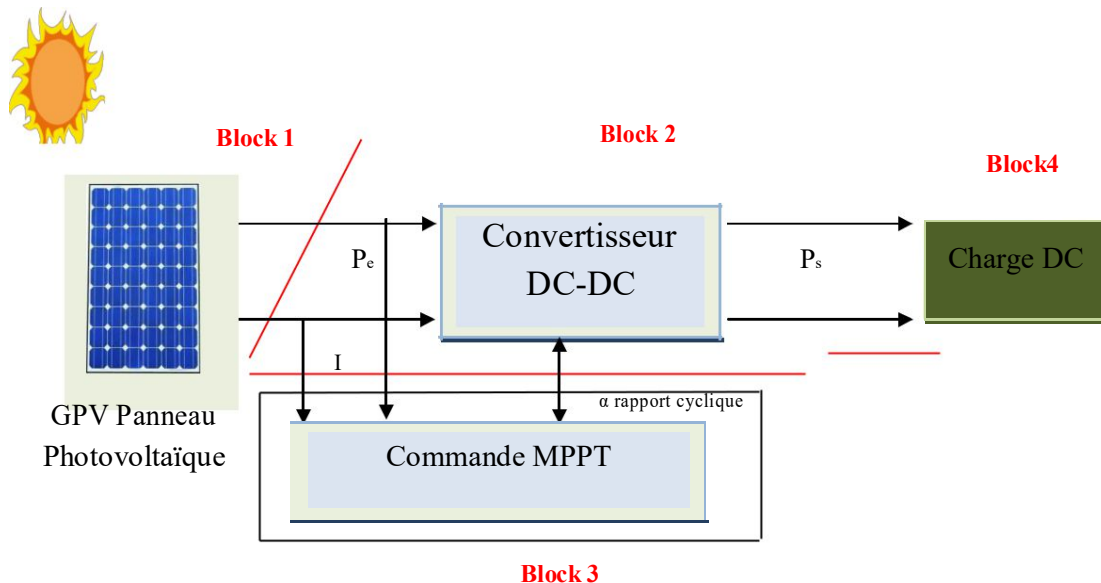 Block 1
Block 2
Block4
Convertisseur
DC-DC
Pe
Ps
Charge DC
I
α rapport cyclique
GPV Panneau
Photovoltaïque
Commande MPPT
Block 3